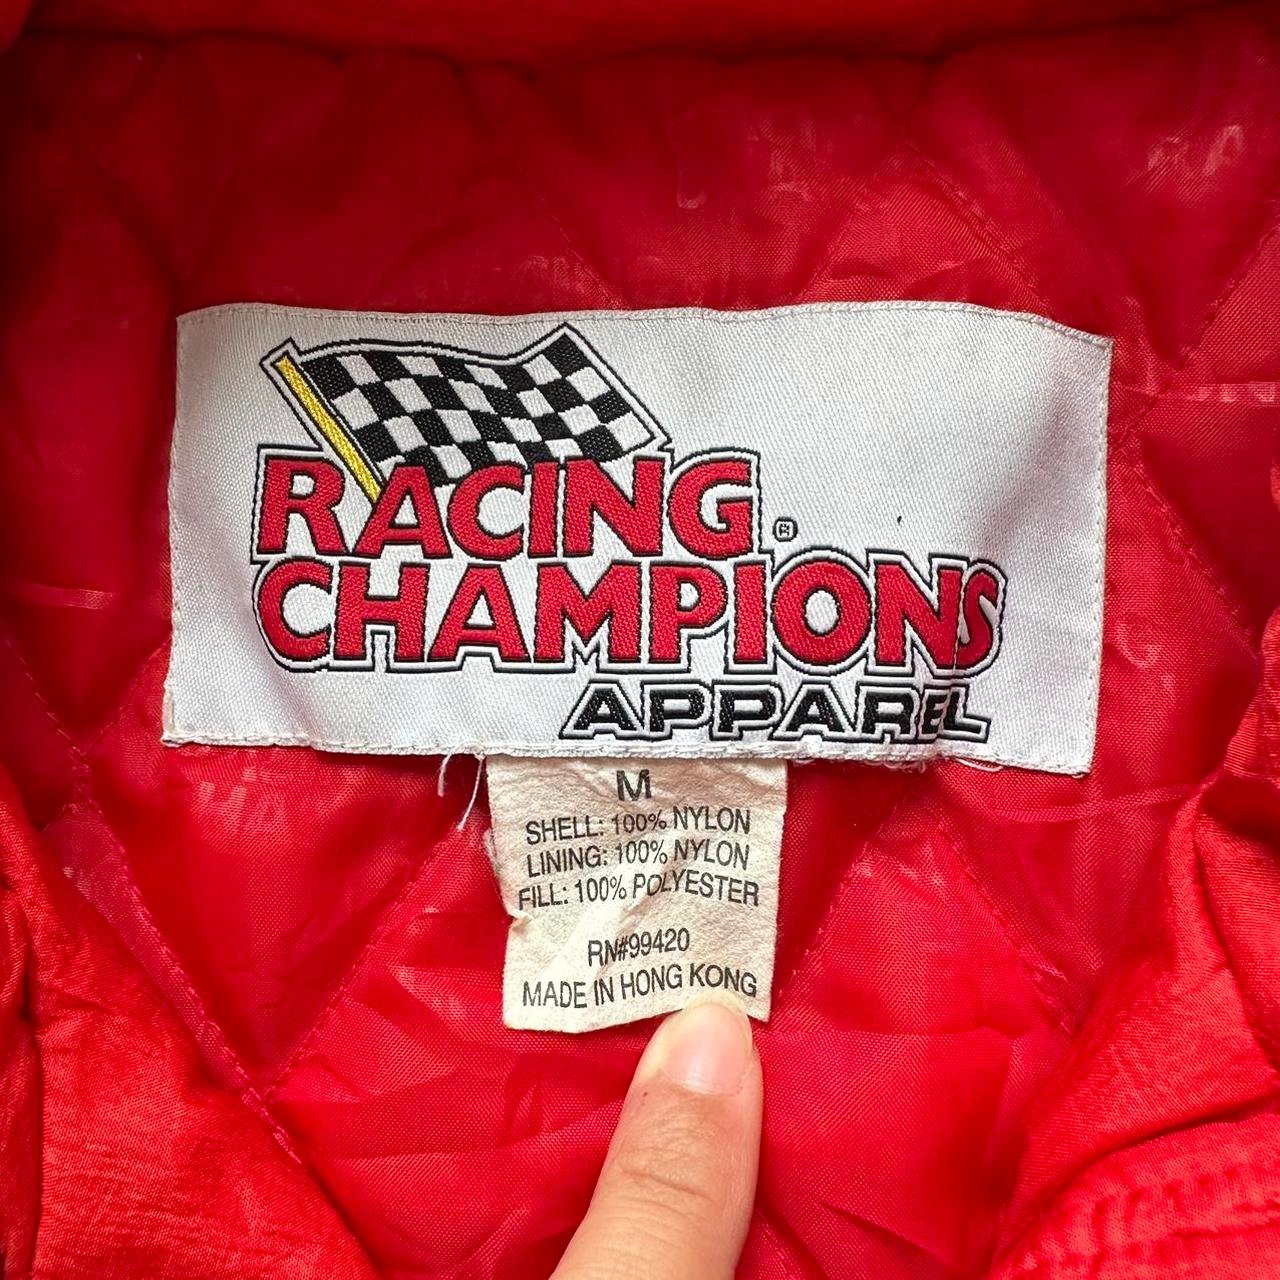 RACING ®
CHAMPIONS
APPAREL
M
SHELL: 100% NYLON
LINING: 100% NYLON
FILL: 100% POLYESTER
RN#99420
MADE IN HONG KONG